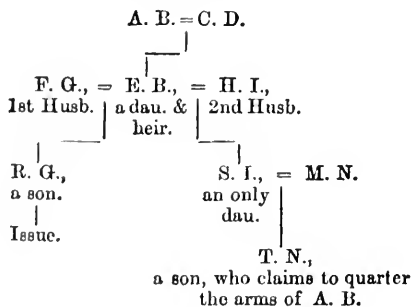 A. B. = C. D.
F. G., = E. B., = H. I.,
1st Husb. a dau. & 2nd Husb.
heir.
R. G., S. I., = M. N.
a son. an only
dau.
Issue.
T. N.,
a son, who claims to quarter
the arms of A. B.